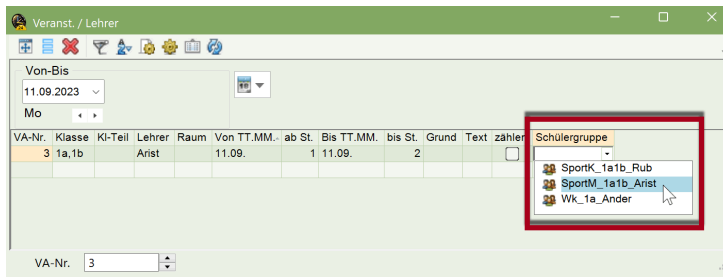 Veranst. / Lehrer
Von-Bis
11.09.2023
Mo
VA-Nr. Klasse Kl-Teil Lehrer Raum Von TT.MM. ab St. Bis TT.MM. bis St. Grund Text zählen Schülergruppe
3 1a,1b Arist 11.09. 1 11.09. 2
SportK_1a1b_Rub
SportM_1a1b_Arist
Wk_1a_Ander
VA-Nr. 3